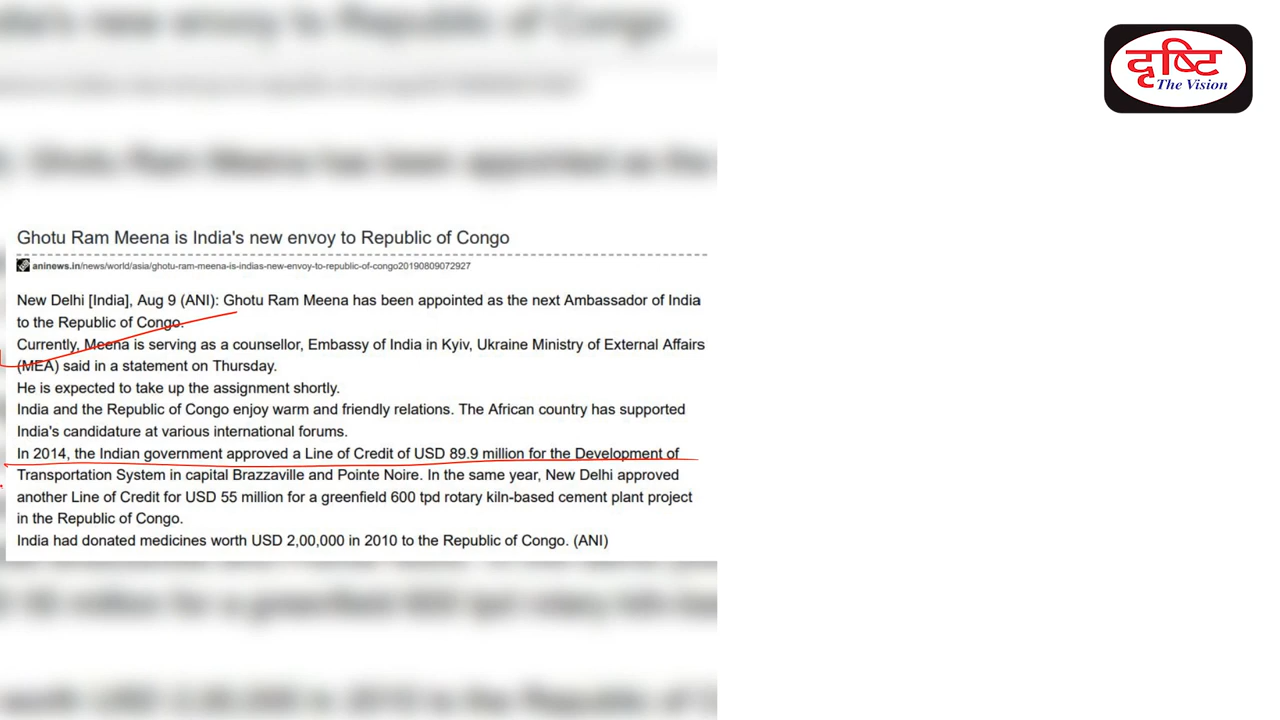 दृष्टि
The Vision
Ghotu Ram Meena is India's new envoy to Republic of Congo
aninews.in/news/world/asia/ghotu-ram-meena-is-indias-new-envoy-to-republic-of-congo20190809072927
New Delhi [India], Aug 9 (ANI): Ghotu Ram Meena has been appointed as the next Ambassador of India
to the Republic of Congo.
Currently, Meena is serving as a counsellor, Embassy of India in Kyiv, Ukraine Ministry of External Affairs
(MEA) said in a statement on Thursday.
He is expected to take up the assignment shortly.
India and the Republic of Congo enjoy warm and friendly relations. The African country has supported
India's candidature at various international forums.
In 2014, the Indian government approved a Line of Credit of USD 89.9 million for the Development of
Transportation System in capital Brazzaville and Pointe Noire. In the same year, New Delhi approved
another Line of Credit for USD 55 million for a greenfield 600 tpd rotary kiln-based cement plant project
in the Republic of Congo.
India had donated medicines worth USD 2,00,000 in 2010 to the Republic of Congo. (ANI)